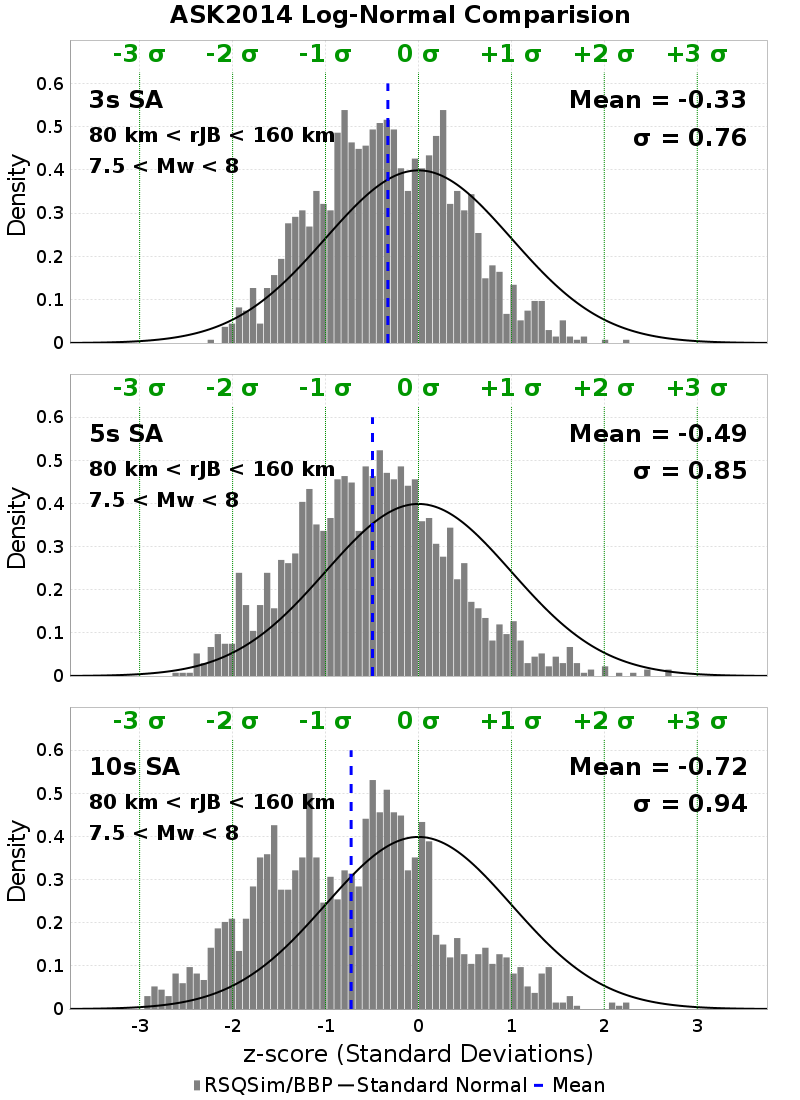 ASK2014 Log-Normal Comparision
-3 σ -2 σ -1 σ 0 σ +1 σ +2 σ +3 σ
0.6
3s SA Mean = -0.33
0.5
80 km < rJB < 160 km σ = 0.76
7.5 < Mw < 8
0.4
Density
0.3
0.2
0.1
0
-3 σ -2 σ -1 σ 0 σ +1 σ +2 σ +3 σ
0.6
5s SA Mean = -0.49
0.5
80 km < rJB < 160 km σ = 0.85
7.5 < Mw < 8
0.4
Density
0.3
0.2
0.1
0
-3 σ -2 σ -1 σ 0 σ +1 σ +2 σ +3 σ
0.6
10s SA Mean = -0.72
0.5
80 km < rJB < 160 km σ = 0.94
7.5 < Mw < 8
0.4
Density
0.3
0.2
0.1
0
-3 -2 -1 0 1 2 3
z-score (Standard Deviations)
RSQSim/BBP Standard Normal Mean